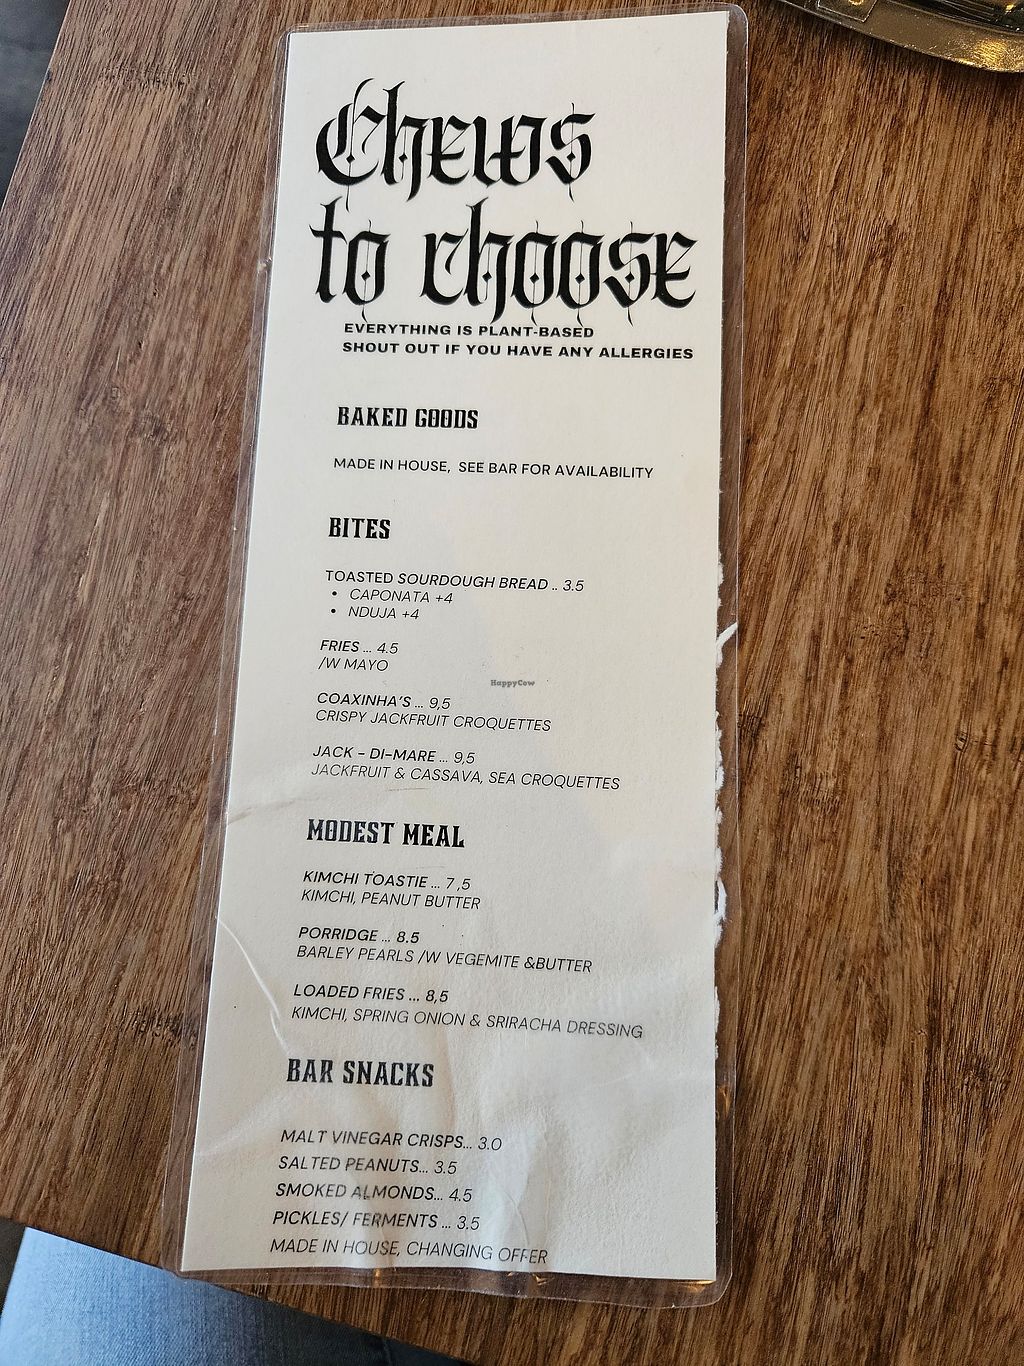 Chews
to choose
EVERYTHING IS PLANT-BASED
SHOUT OUT IF YOU HAVE ANY ALLERGIES
BAKED GOODS
MADE IN HOUSE, SEE BAR FOR AVAILABILITY
BITES
TOASTED SOURDOUGH BREAD .. 3.5
• CAPONATA +4
• NDUJA +4
FRIES ... 4.5
/W MAYO
HappyCow
COAXINHA'S ... 9,5
CRISPY JACKFRUIT CROQUETTES
JACK - DI-MARE ... 9,5
JACKFRUIT & CASSAVA, SEA CROQUETTES
MODEST MEAL
KIMCHI TOASTIE ... 7 ,5
KIMCHI, PEANUT BUTTER
PORRIDGE ... 8.5
BARLEY PEARLS /W VEGEMITE &BUTTER
LOADED FRIES ... 8,5
KIMCHI, SPRING ONION & SRIRACHA DRESSING
BAR SNACKS
MALT VINEGAR CRISPS... 3.0
SALTED PEANUTS... 3.5
SMOKED ALMONDS... 4.5
PICKLES/ FERMENTS ... 3.5
MADE IN HOUSE, CHANGING OFFER